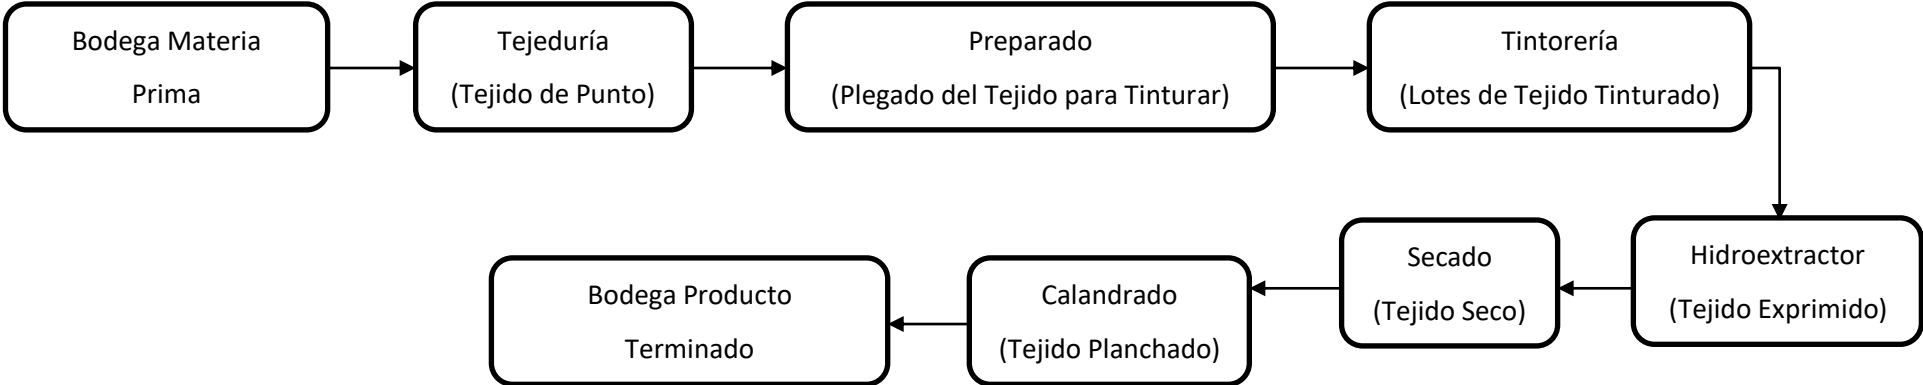 Bodega Materia
Prima
Tejeduría
(Tejido de Punto)
Preparado
(Plegado del Tejido para Tinturar)
Tintorería
(Lotes de Tejido Tinturado)
Hidroextractor
(Tejido Exprimido)
Secado
(Tejido Seco)
Calandrado
(Tejido Planchado)
Bodega Producto
Terminado